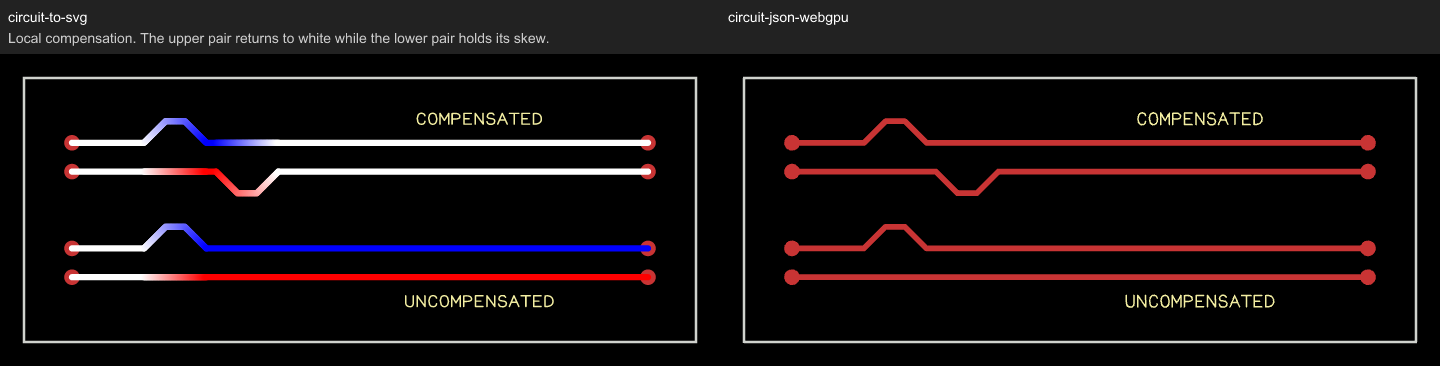 circuit-to-svg
Local compensation. The upper pair returns to white while the lower pair holds its skew.
COMPENSATED
UNCOMPENSATED
circuit-json-webgpu
COMPENSATED
UNCOMPENSATED